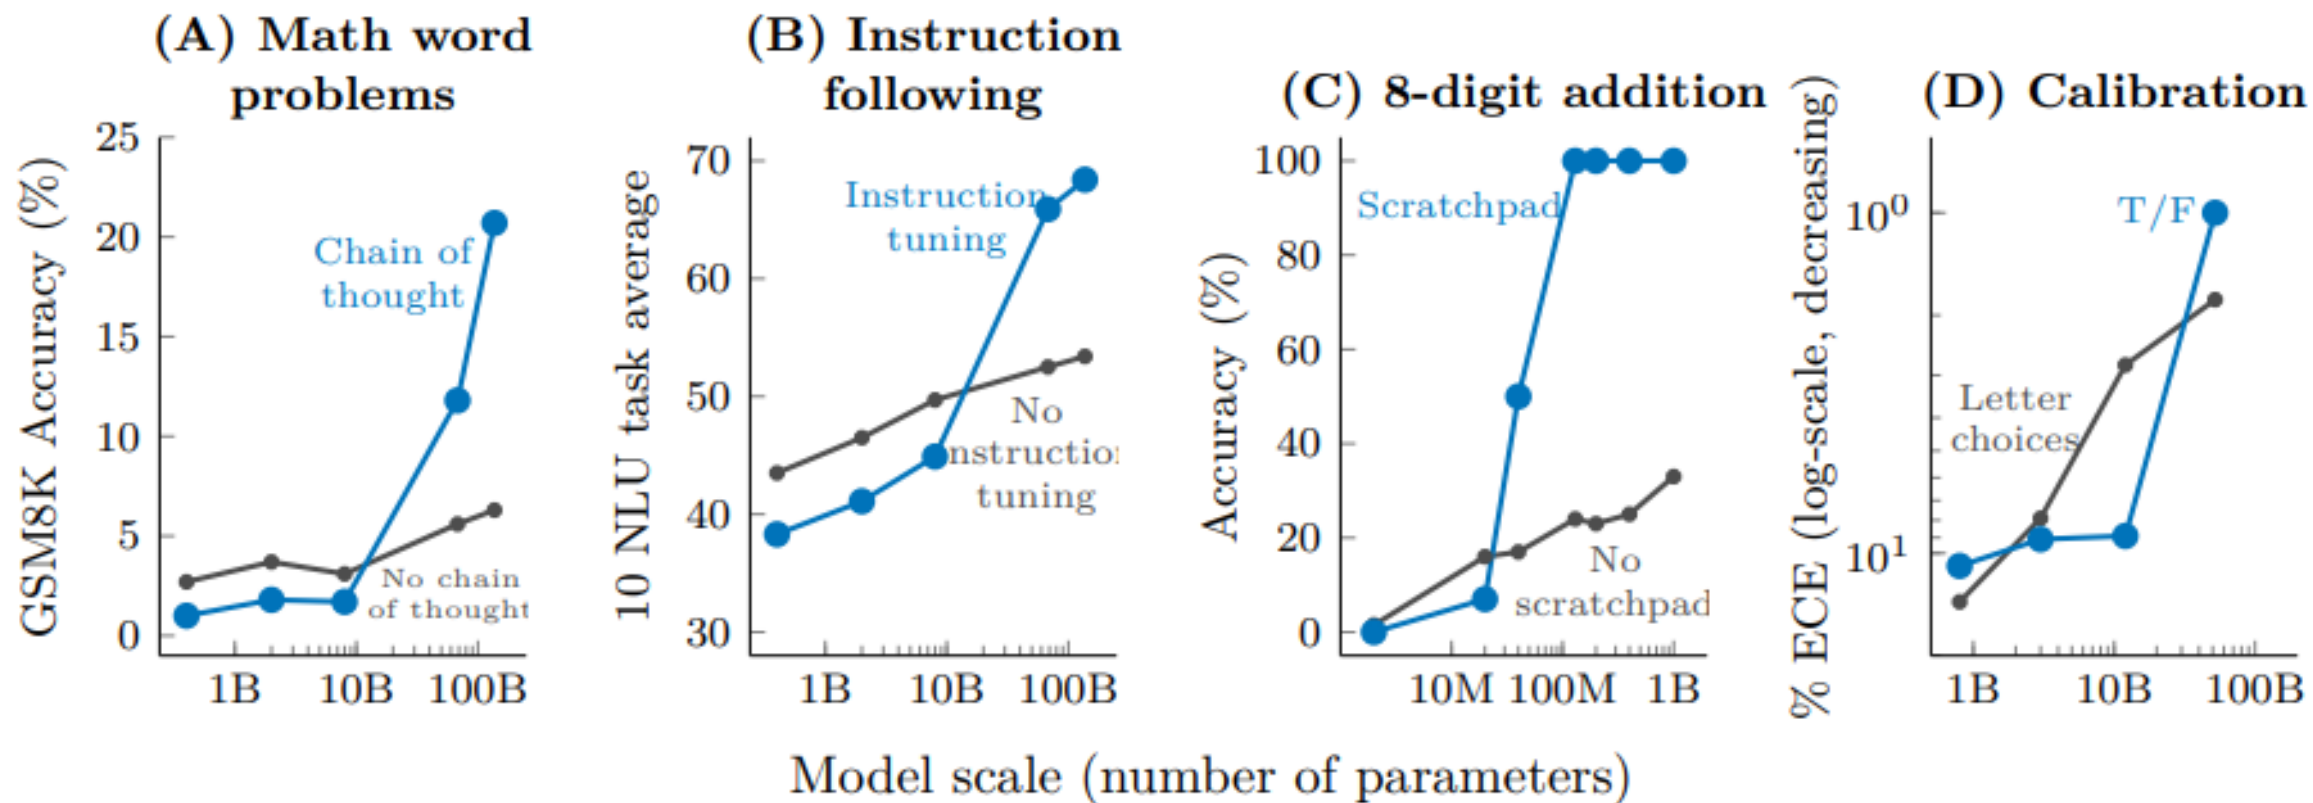 (A) Math word
problems
25
20
15
10
5
0
GSM8K Accuracy (%)
Chain of
thought
No chain
of thought
1B 10B 100B
(B) Instruction
following
70
60
50
40
30
10 NLU task average
Instruction
tuning
No
nstruction
tuning
1B 10B 100B
(C) 8-digit addition
100
80
60
40
20
0
Accuracy (%)
Scratchpad
No
scratchpad
10M 100M 1B
(D) Calibration
10⁰
10¹
% ECE (log-scale, decreasing)
T/F
Letter
choices
1B 10B 100B
Model scale (number of parameters)